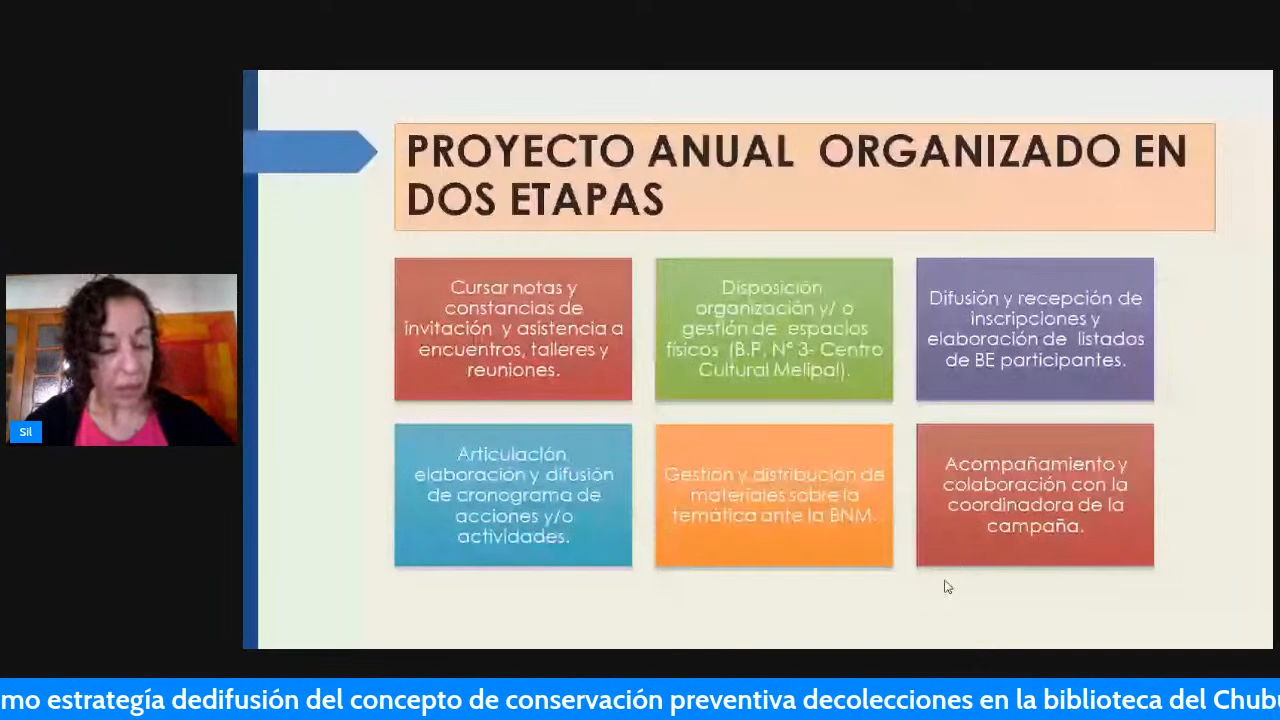 PROYECTO ANUAL ORGANIZADO EN
DOS ETAPAS
Cursar notas y
constancias de
invitación y asistencia a
encuentros, talleres y
reuniones.
Disposición
organización y/ o
gestión de espacios
físicos (B.P. N° 3- Centro
Cultural Melipal).
Difusión y recepción de
inscripciones y
elaboración de listados
de BE participantes.
Articulación
elaboración y difusión
de cronograma de
acciones y/o
actividades.
Gestión y distribución de
materiales sobre la
temática ante la BNM.
Acompañamiento y
colaboración con la
coordinadora de la
campaña.
Sil
mo estrategía dedifusión del concepto de conservación preventiva decolecciones en la biblioteca del Chub